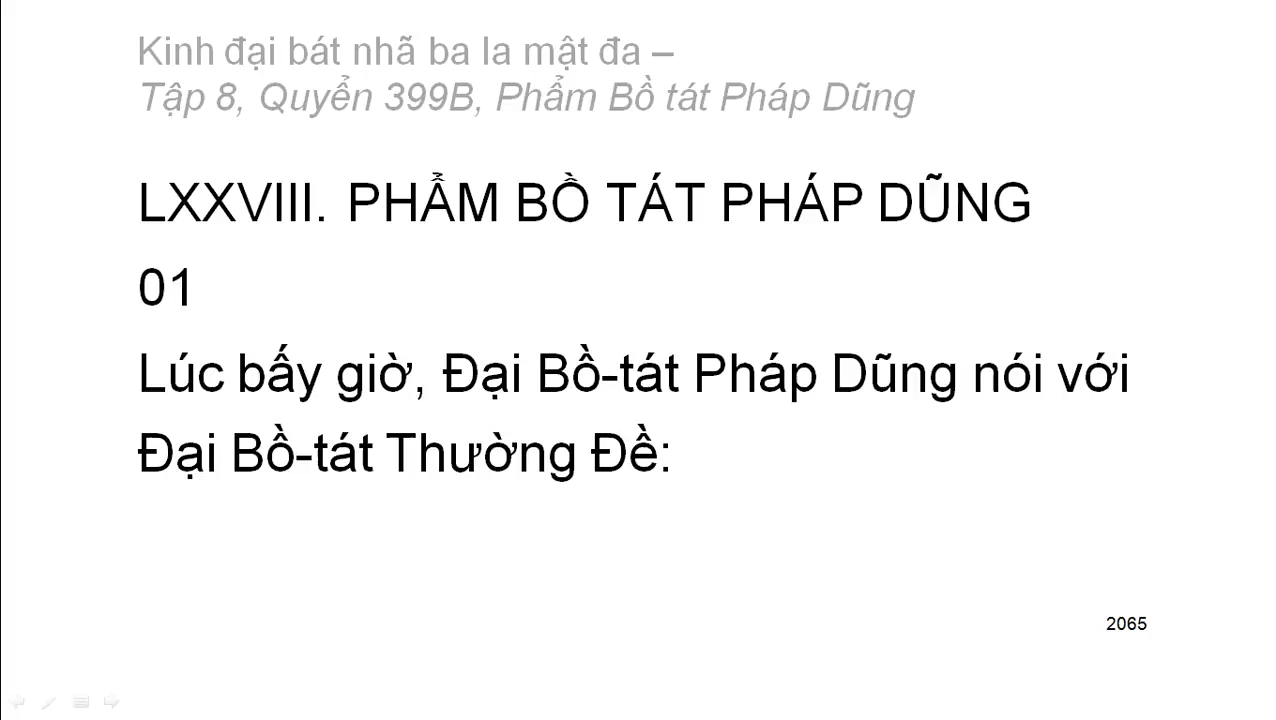 Kinh đại bát nhã ba la mật đa –
Tập 8, Quyển 399B, Phẩm Bồ tát Pháp Dũng
LXXVIII. PHẨM BỒ TÁT PHÁP DŨNG
01
Lúc bấy giờ, Đại Bồ-tát Pháp Dũng nói với
Đại Bồ-tát Thường Đề:
2065